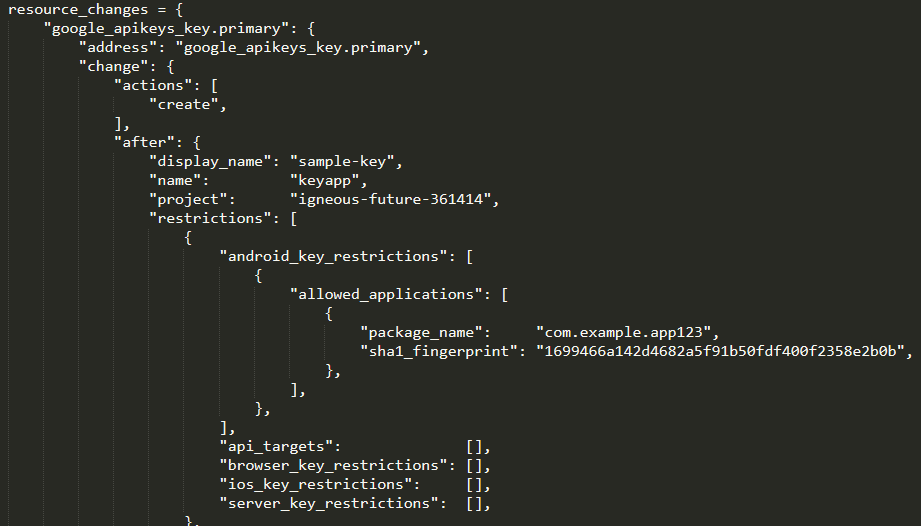 resource_changes = {
    "google_apikeys_key.primary": {
        "address": "google_apikeys_key.primary",
        "change": {
            "actions": [
                "create",
            ],
            "after": {
                "display_name": "sample-key",
                "name":         "keyapp",
                "project":      "igneous-future-361414",
                "restrictions": [
                    {
                        "android_key_restrictions": [
                            {
                                "allowed_applications": [
                                    {
                                        "package_name":     "com.example.app123",
                                        "sha1_fingerprint": "1699466a142d4682a5f91b50fdf400f2358e2b0b",
                                    },
                                ],
                            },
                        ],
                        "api_targets":              [],
                        "browser_key_restrictions": [],
                        "ios_key_restrictions":     [],
                        "server_key_restrictions":  [],
                    },